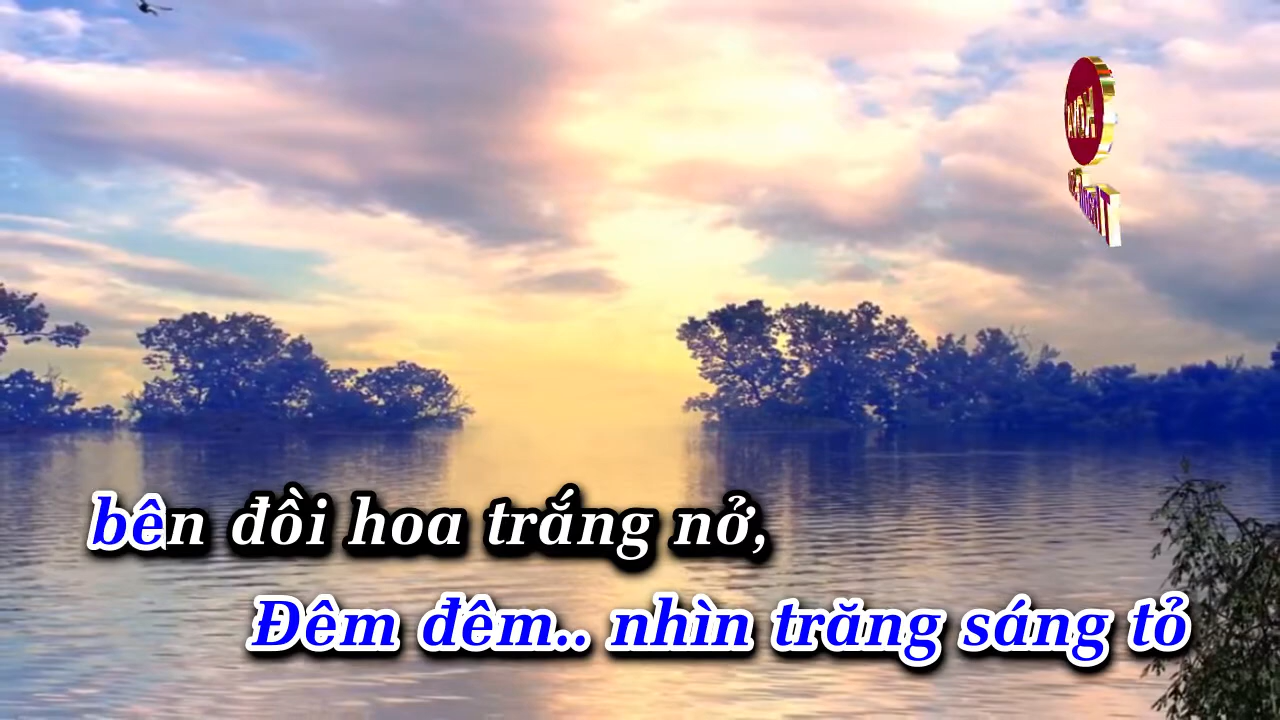 bên đồi hoa trắng nở,
Đêm đêm.. nhìn trăng sáng tỏ